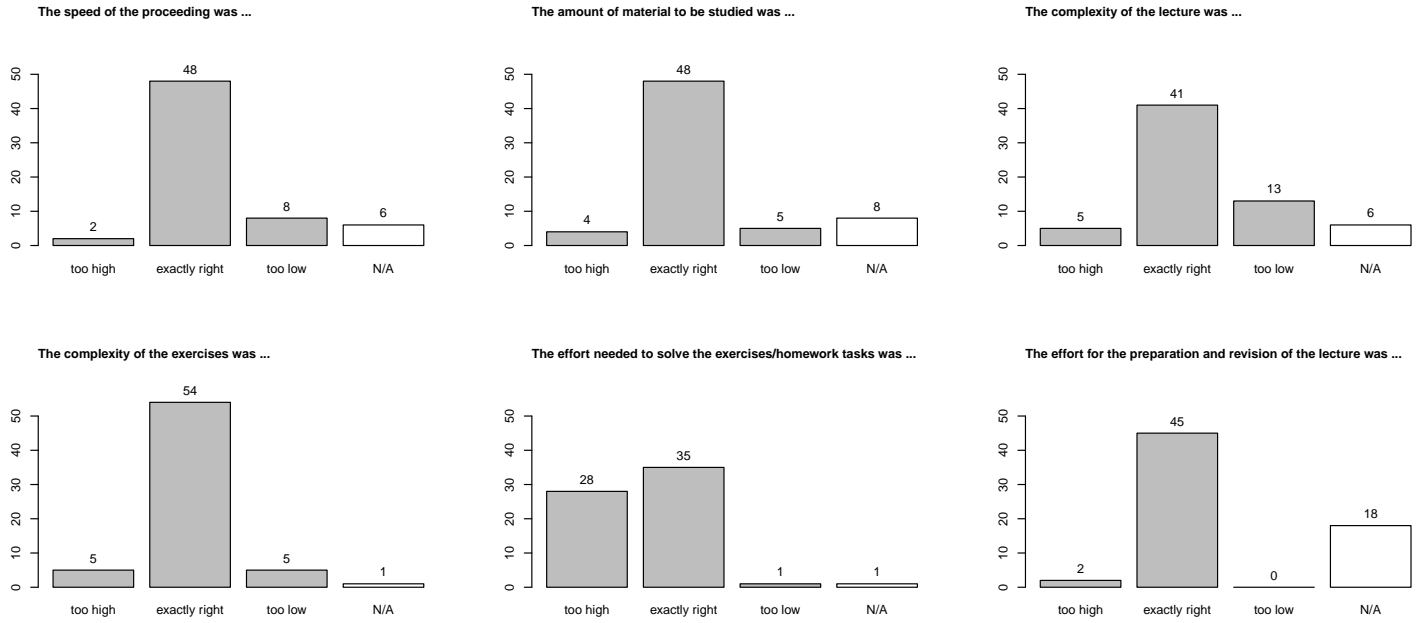 The speed of the proceeding was ...
0 10 20 30 40 50
2 48 8 6
too high exactly right too low N/A
The amount of material to be studied was ...
0 10 20 30 40 50
4 48 5 8
too high exactly right too low N/A
The complexity of the lecture was ...
0 10 20 30 40 50
5 41 13 6
too high exactly right too low N/A
The complexity of the exercises was ...
0 10 20 30 40 50
5 54 5 1
too high exactly right too low N/A
The effort needed to solve the exercises/homework tasks was ...
0 10 20 30 40 50
28 35 1 1
too high exactly right too low N/A
The effort for the preparation and revision of the lecture was ...
0 10 20 30 40 50
2 45 0 18
too high exactly right too low N/A